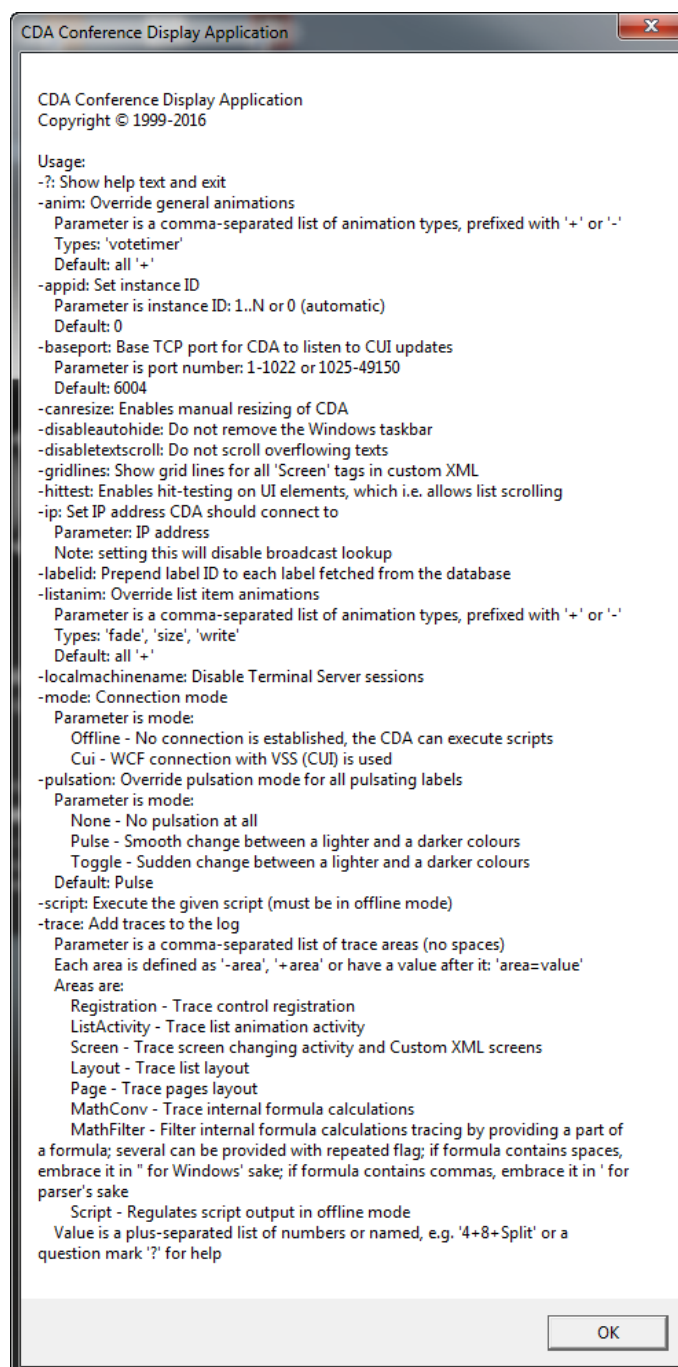 CDA Conference Display Application
CDA Conference Display Application
Copyright © 1999-2016
Usage:
-?: Show help text and exit
-anim: Override general animations
Parameter is a comma-separated list of animation types, prefixed with '+' or '-'
Types: 'votetimer'
Default: all '+'
-appid: Set instance ID
Parameter is instance ID: 1..N or 0 (automatic)
Default: 0
-baseport: Base TCP port for CDA to listen to CUI updates
Parameter is port number: 1-1022 or 1025-49150
Default: 6004
-canresize: Enables manual resizing of CDA
-disableautohide: Do not remove the Windows taskbar
-disabletextscroll: Do not scroll overflowing texts
-gridlines: Show grid lines for all 'Screen' tags in custom XML
-hittest: Enables hit-testing on UI elements, which i.e. allows list scrolling
-ip: Set IP address CDA should connect to
Parameter: IP address
Note: setting this will disable broadcast lookup
-labelid: Prepend label ID to each label fetched from the database
-listanim: Override list item animations
Parameter is a comma-separated list of animation types, prefixed with '+' or '-'
Types: 'fade', 'size', 'write'
Default: all '+'
-localmachinename: Disable Terminal Server sessions
-mode: Connection mode
Parameter is mode:
Offline - No connection is established, the CDA can execute scripts
Cui - WCF connection with VSS (CUI) is used
-pulsation: Override pulsation mode for all pulsating labels
Parameter is mode:
None - No pulsation at all
Pulse - Smooth change between a lighter and a darker colours
Toggle - Sudden change between a lighter and a darker colours
Default: Pulse
-script: Execute the given script (must be in offline mode)
-trace: Add traces to the log
Parameter is a comma-separated list of trace areas (no spaces)
Each area is defined as '-area', '+area' or have a value after it: 'area=value'
Areas are:
Registration - Trace control registration
ListActivity - Trace list animation activity
Screen - Trace screen changing activity and Custom XML screens
Layout - Trace list layout
Page - Trace pages layout
MathConv - Trace internal formula calculations
MathFilter - Filter internal formula calculations tracing by providing a part of
a formula; several can be provided with repeated flag; if formula contains spaces,
embrace it in " for Windows' sake; if formula contains commas, embrace it in ' for
parser's sake
Script - Regulates script output in offline mode
Value is a plus-separated list of numbers or named, e.g. '4+8+Split' or a
question mark '?' for help
OK